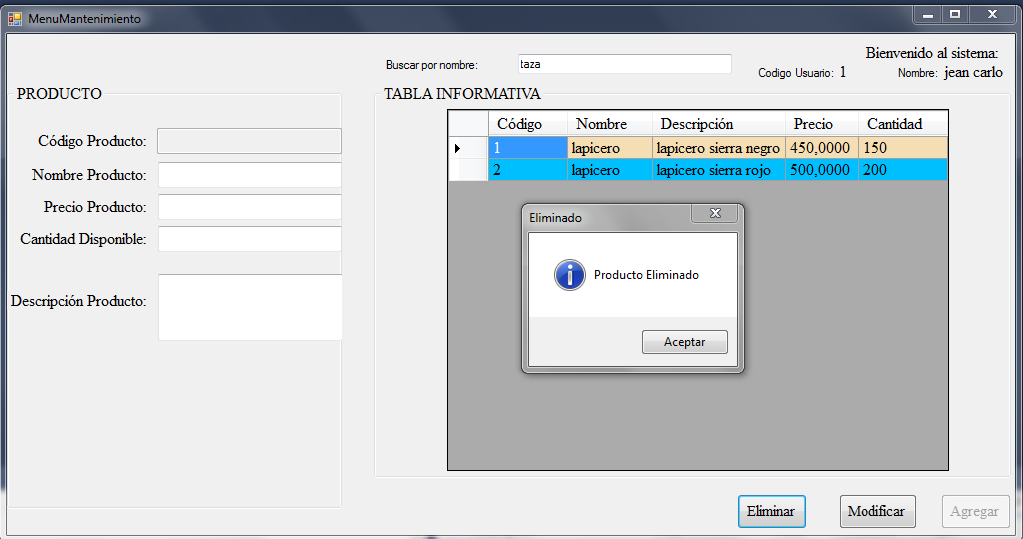 MenuMantenimiento
Bienvenido al sistema:
Buscar por nombre: taza
Codigo Usuario: 1 Nombre: jean carlo
PRODUCTO
Código Producto:
Nombre Producto:
Precio Producto:
Cantidad Disponible:
Descripción Producto:
TABLA INFORMATIVA
Código Nombre Descripción Precio Cantidad
1 lapicero lapicero sierra negro 450,0000 150
2 lapicero lapicero sierra rojo 500,0000 200
Eliminado
Producto Eliminado
Aceptar
Eliminar Modificar Agregar